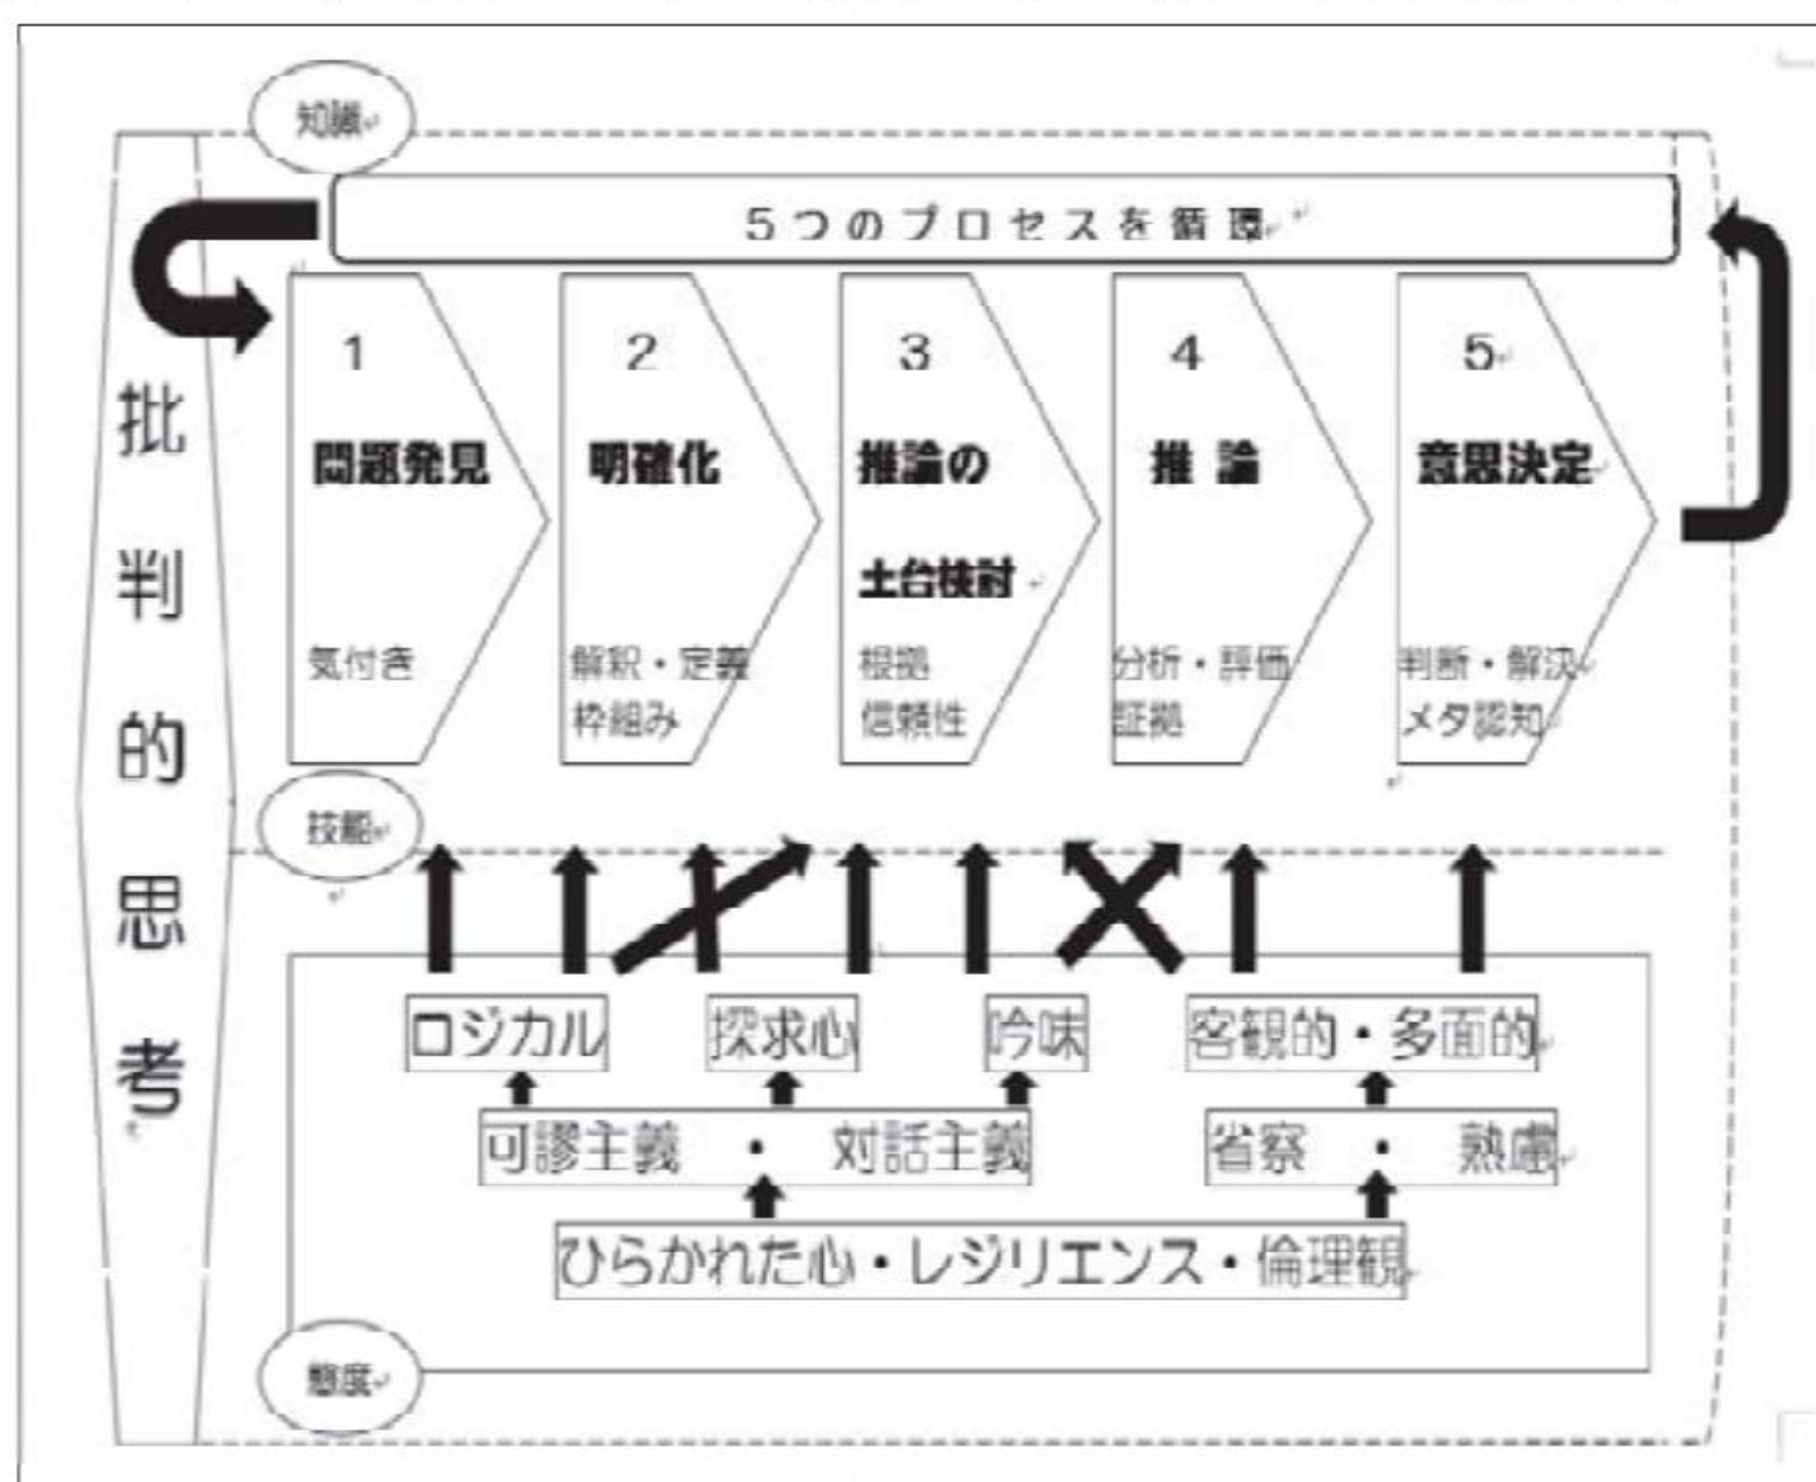 知識
5つのプロセスを循環
批判的思考
1
問題発見
気付き
2
明確化
解釈・定義
枠組み
3
推論の
土台検討
根拠
信頼性
4
推論
分析・評価
証拠
5
意思決定
判断・解決
メタ認知
技能
ロジカル
探求心
吟味
客観的・多面的
可謬主義 ・ 対話主義
省察 ・ 熟慮
ひらかれた心・レジリエンス・倫理観
態度